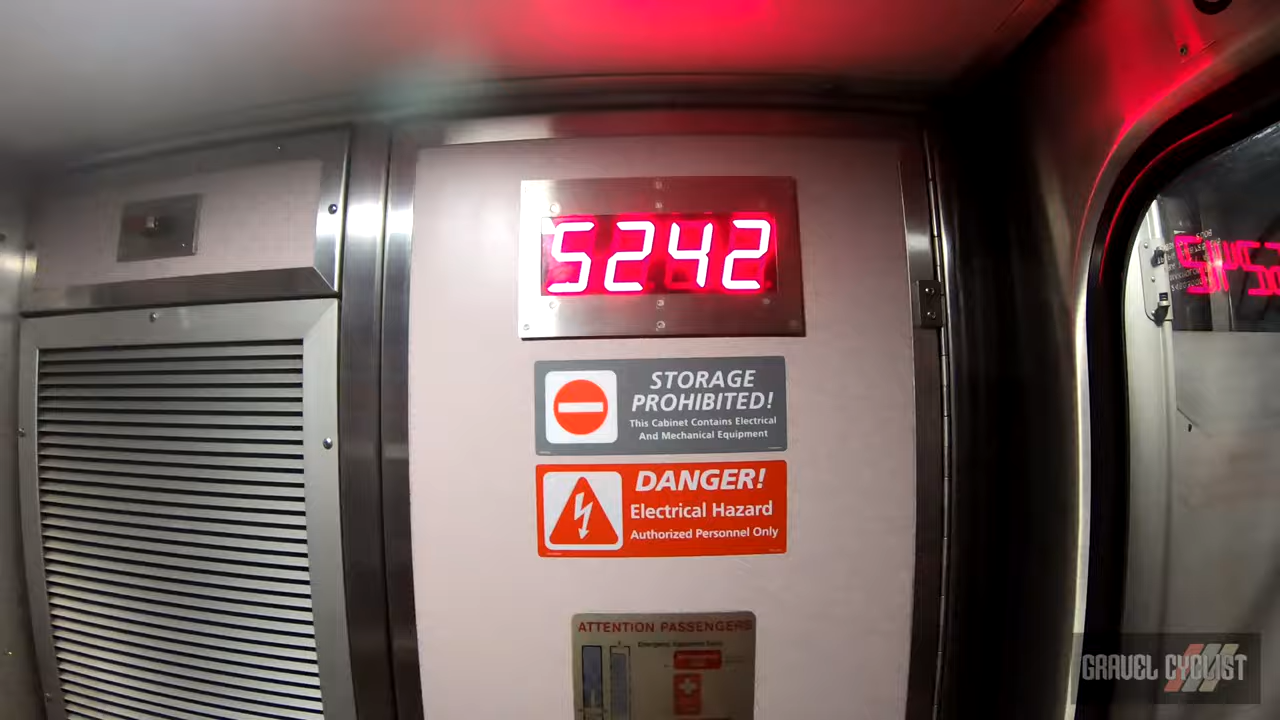 5242
STORAGE
PROHIBITED!
This Cabinet Contains Electrical
And Mechanical Equipment
DANGER!
Electrical Hazard
Authorized Personnel Only
ATTENTION PASSENGERS
GRAVEL CYCLIST